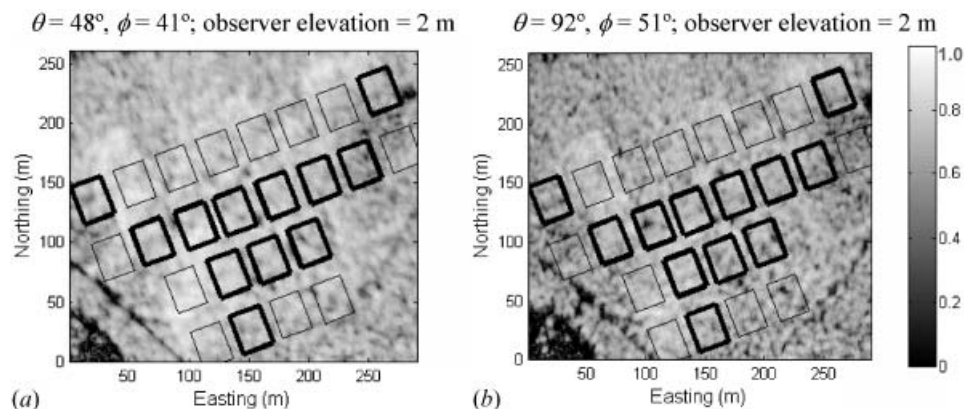 θ = 48°, ϕ = 41°; observer elevation = 2 m
250
200
150
100
50
0
Northing (m)
50 100 150 200 250
Easting (m)
(a)
θ = 92°, ϕ = 51°; observer elevation = 2 m
250
200
150
100
50
0
Northing (m)
50 100 150 200 250
Easting (m)
(b)
1.0
0.8
0.6
0.4
0.2
0